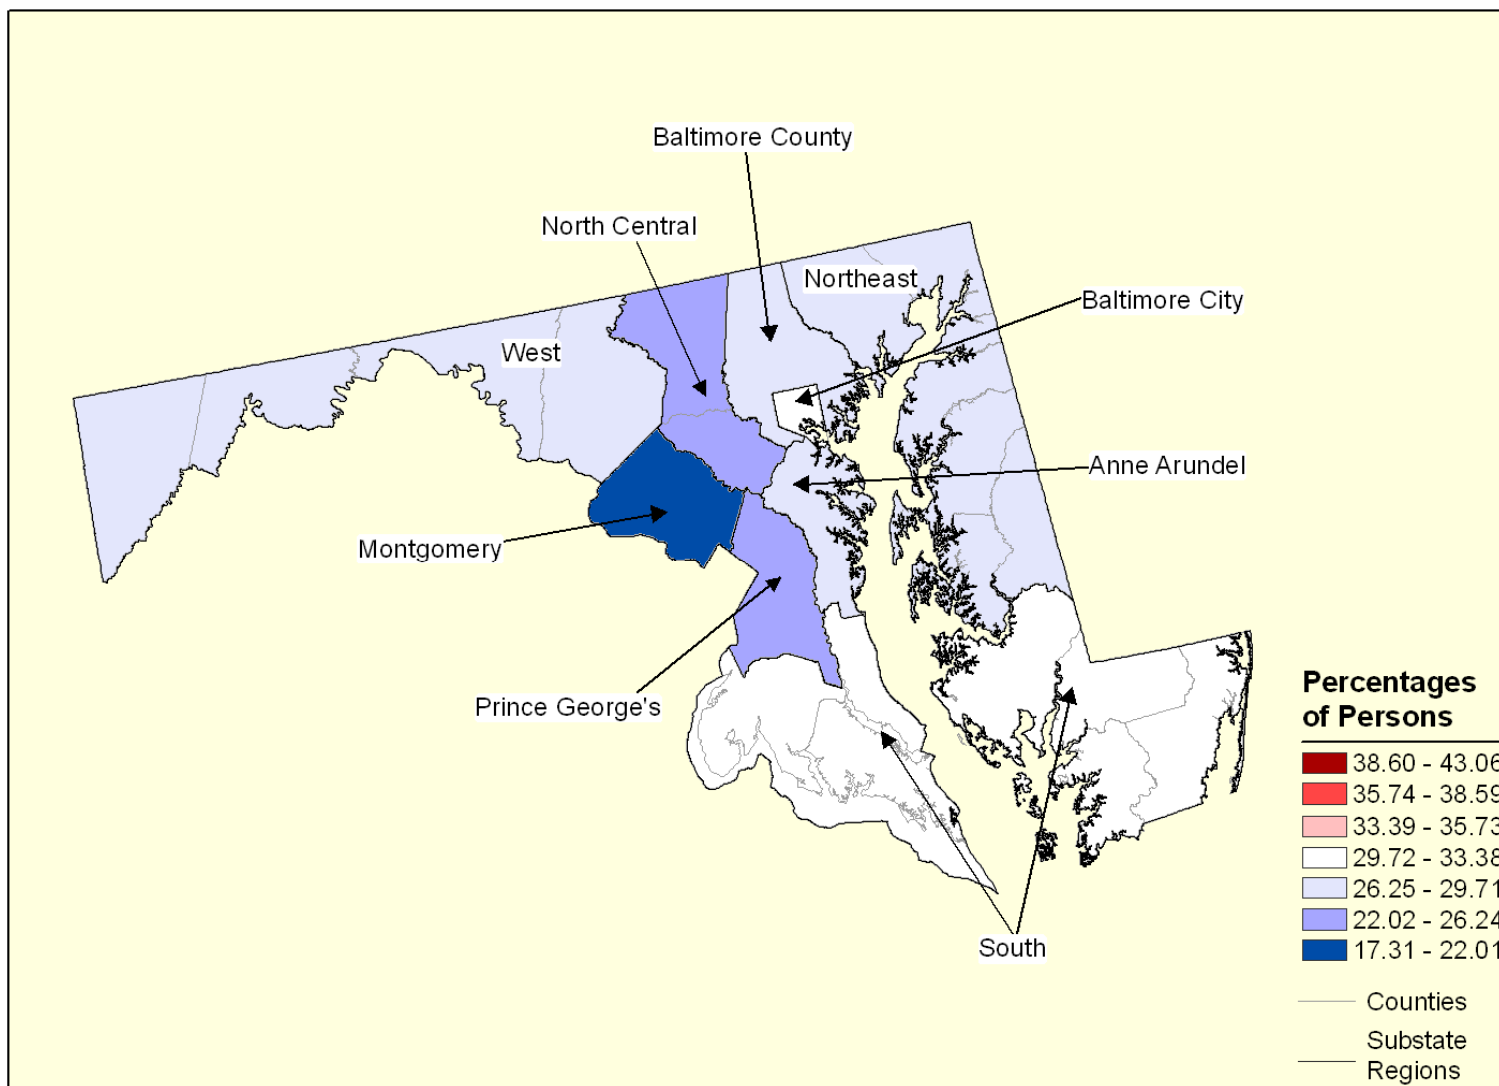 Baltimore County
North Central
Northeast
Baltimore City
West
Anne Arundel
Montgomery
Prince George's
South
Percentages
of Persons
38.60 - 43.06
35.74 - 38.59
33.39 - 35.73
29.72 - 33.38
26.25 - 29.71
22.02 - 26.24
17.31 - 22.01
Counties
Substate
Regions